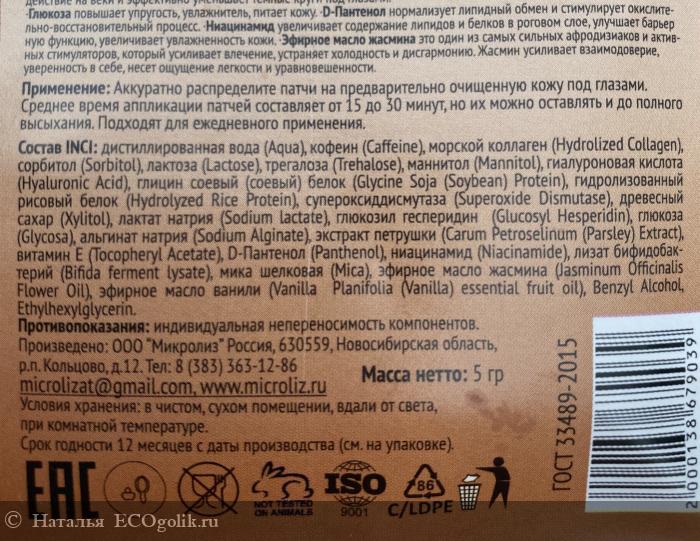 ·Глюкоза повышает упругость, увлажнитель, питает кожу. ·D-Пантенол нормализует липидный обмен и стимулирует окислите-
льно-восстановительный процесс. ·Ниацинамид увеличивает содержание липидов и белков в роговом слое, улучшает барьер
ную функцию, увеличивает увлажненность кожи. ·Эфирное масло жасмина это один из самых сильных афродизиаков и актив-
ных стимуляторов, который усиливает влечение, устраняет холодность и дисгармонию. Жасмин усиливает взаимодоверие,
уверенность в себе, несет ощущение легкости и уравновешенности.
Применение: Аккуратно распределите патчи на предварительно очищенную кожу под глазами.
Среднее время аппликации патчей составляет от 15 до 30 минут, но их можно оставлять и до полного
высыхания. Подходят для ежедневного применения.
Состав INCI: дистиллированная вода (Aqua), кофеин (Caffeine), морской коллаген (Hydrolized Collagen),
сорбитол (Sorbitol), лактоза (Lactose), трегалоза (Trehalose), маннитол (Mannitol), гиалуроновая кислота
(Hyaluronic Acid), глицин соевый (соевый) белок (Glycine Soja (Soybean) Protein), гидролизованный
рисовый белок (Hydrolyzed Rice Protein), супероксиддисмутаза (Superoxide Dismutase), древесный
сахар (Xylitol), лактат натрия (Sodium lactate), глюкозил гесперидин (Glucosyl Hesperidin), глюкоза
(Glycosa), альгинат натрия (Sodium Alginate), экстракт петрушки (Carum Petroselinum (Parsley) Extract),
витамин Е (Tocopheryl Acetate), D-Пантенол (Panthenol), ниацинамид (Niacinamide), лизат бифидобак-
терий (Bifida ferment lysate), мика шелковая (Mica), эфирное масло жасмина (Jasminum Officinalis
Flower Oil), эфирное масло ванили (Vanilla Planifolia (Vanilla) essential fruit oil), Benzyl Alcohol,
Ethylhexylglycerin.
Противопоказания: индивидуальная непереносимость компонентов.
Произведено: ООО "Микролиз" Россия, 630559, Новосибирская область,
р.п. Кольцово, д.12. Тел: 8 (383) 363-12-86
microlizat@gmail.com, www.microliz.ru
Масса нетто: 5 гр
Условия хранения: в чистом, сухом помещении, вдали от света,
при комнатной температуре.
Срок годности 12 месяцев с даты производства (см. на упаковке).
ГОСТ 33489-2015
2000138679039
EAC
NOT TESTED
ON ANIMALS
ISO
9001
86
C/LDPE
© Наталья ECOgolik.ru